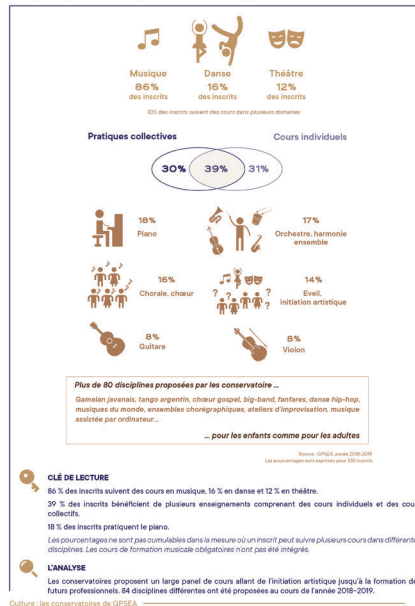 Musique
Danse
Théâtre
86%
16%
12%
des inscrits
des inscrits
des inscrits
10% des inscrits suivent des cours dans plusieurs domaines
Pratiques collectives
Cours individuels
30%
39%
31%
18%
Piano
17%
Orchestre, harmonie
ensemble
16%
Chorale, chœur
14%
Eveil,
initiation artistique
? ? ? ?
8%
Guitare
8%
Violon
Plus de 80 disciplines proposées par les conservatoire ...
Gamelan javanais, tango argentin, chœur gospel, big-band, fanfares, danse hip-hop,
musiques du monde, ensembles chorégraphiques, ateliers d'improvisation, musique
assistée par ordinateur...
... pour les enfants comme pour les adultes
Source : GPSEA, année 2018-2019
Les pourcentages sont exprimés pour 100 inscrits.
CLÉ DE LECTURE
86 % des inscrits suivent des cours en musique, 16 % en danse et 12 % en théâtre.
39 % des inscrits bénéficient de plusieurs enseignements comprenant des cours individuels et des cou
collectifs.
18 % des inscrits pratiquent le piano.
Les pourcentages ne sont pas cumulables dans la mesure où un inscrit peut suivre plusieurs cours dans différente
disciplines. Les cours de formation musicale obligatoires n'ont pas été intégrés.
L'ANALYSE
Les conservatoires proposent un large panel de cours allant de l'initiation artistique jusqu'à la formation de
futurs professionnels. 84 disciplines différentes ont été proposées au cours de l'année 2018-2019.
Culture : les conservatoires de GPSEA